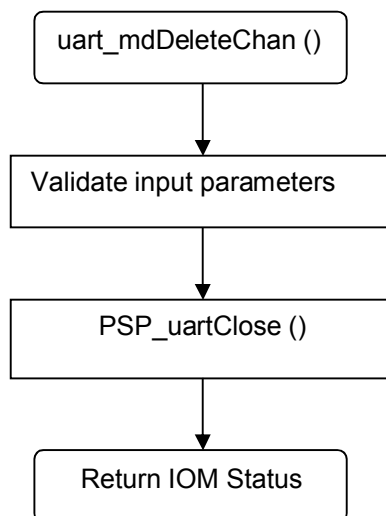 uart_mdDeleteChan ()
Validate input parameters
PSP_uartClose ()
Return IOM Status